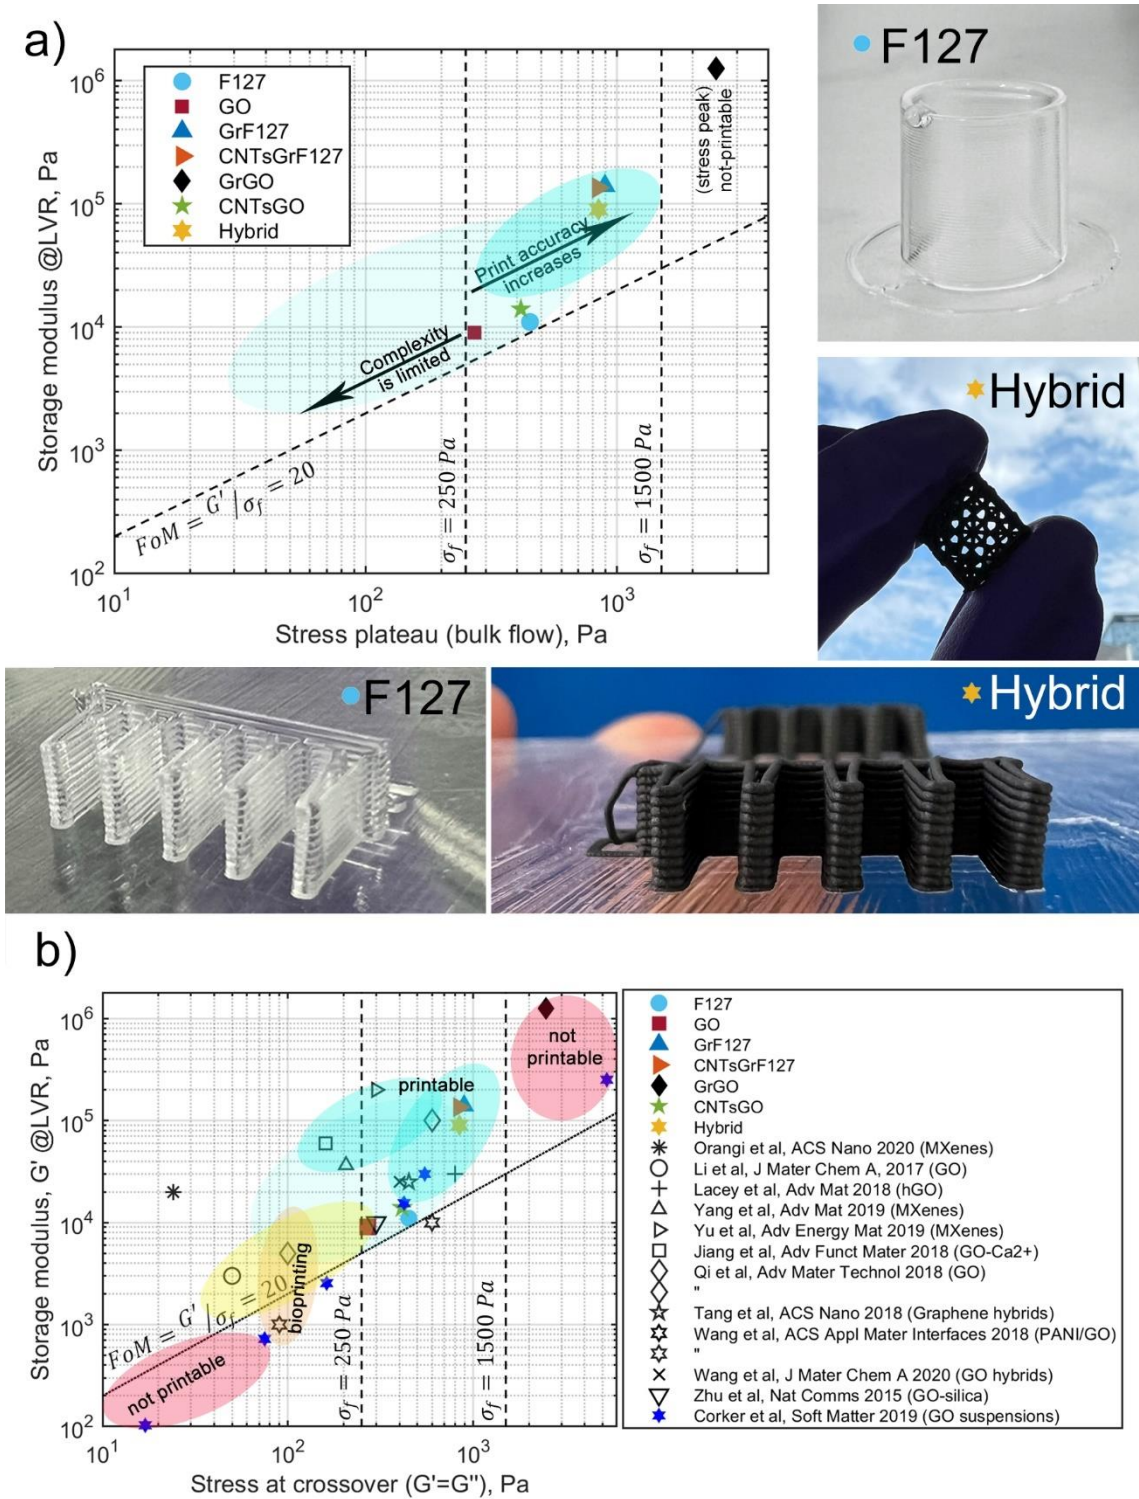 a)
F127
GO
GrF127
CNTsGrF127
GrGO
CNTsGO
Hybrid
(stress peak)
not-printable
Print accuracy
increases
Complexity
is limited
FoM = G' | σf = 20
σf = 250 Pa
σf = 1500 Pa
10^6
10^5
10^4
10^3
10^2
10^1
10^2
10^3
Storage modulus @LVR, Pa
Stress plateau (bulk flow), Pa
F127
Hybrid
F127
Hybrid
b)
not
printable
printable
bioprinting
not printable
FoM = G' | σf = 20
σf = 250 Pa
σf = 1500 Pa
10^6
10^5
10^4
10^3
10^2
10^1
10^2
10^3
Storage modulus, G' @LVR, Pa
Stress at crossover (G'=G''), Pa
F127
GO
GrF127
CNTsGrF127
GrGO
CNTsGO
Hybrid
Orangi et al, ACS Nano 2020 (MXenes)
Li et al, J Mater Chem A, 2017 (GO)
Lacey et al, Adv Mat 2018 (hGO)
Yang et al, Adv Mat 2019 (MXenes)
Yu et al, Adv Energy Mat 2019 (MXenes)
Jiang et al, Adv Funct Mater 2018 (GO-Ca2+)
Qi et al, Adv Mater Technol 2018 (GO)
"
Tang et al, ACS Nano 2018 (Graphene hybrids)
Wang et al, ACS Appl Mater Interfaces 2018 (PANI/GO)
"
Wang et al, J Mater Chem A 2020 (GO hybrids)
Zhu et al, Nat Comms 2015 (GO-silica)
Corker et al, Soft Matter 2019 (GO suspensions)